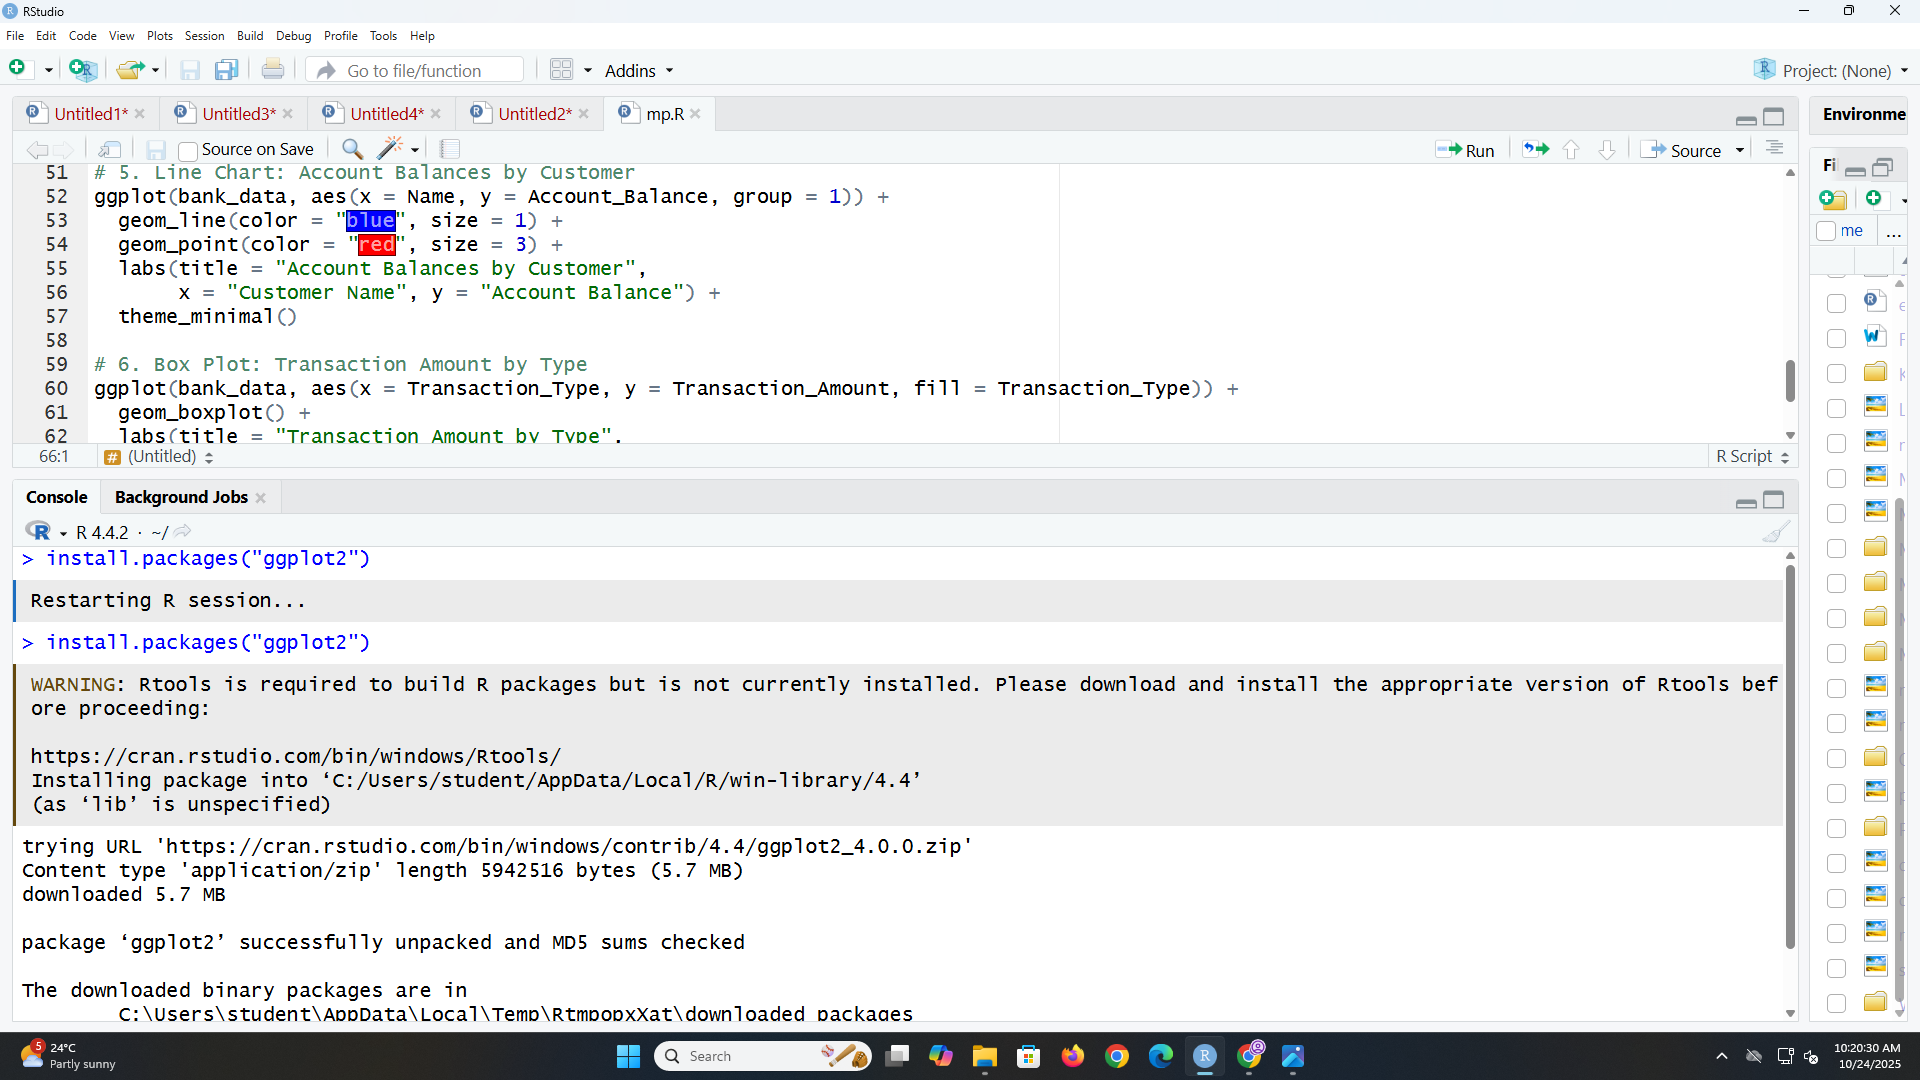 RStudio
File Edit Code View Plots Session Build Debug Profile Tools Help
Go to file/function
Addins
Project: (None)
Untitled1* Untitled3* Untitled4* Untitled2* mp.R
Source on Save
Run
Source
51 # 5. Line Chart: Account Balances by Customer
52 ggplot(bank_data, aes(x = Name, y = Account_Balance, group = 1)) +
53 geom_line(color = "blue", size = 1) +
54 geom_point(color = "red", size = 3) +
55 labs(title = "Account Balances by Customer",
56 x = "Customer Name", y = "Account Balance") +
57 theme_minimal()
58
59 # 6. Box Plot: Transaction Amount by Type
60 ggplot(bank_data, aes(x = Transaction_Type, y = Transaction_Amount, fill = Transaction_Type)) +
61 geom_boxplot() +
62 labs(title = "Transaction Amount by Type",
66:1 # (Untitled) R Script
Console Background Jobs
R 4.4.2 · ~/
> install.packages("ggplot2")
Restarting R session...
> install.packages("ggplot2")
WARNING: Rtools is required to build R packages but is not currently installed. Please download and install the appropriate version of Rtools bef
ore proceeding:
https://cran.rstudio.com/bin/windows/Rtools/
Installing package into ‘C:/Users/student/AppData/Local/R/win-library/4.4’
(as ‘lib’ is unspecified)
trying URL 'https://cran.rstudio.com/bin/windows/contrib/4.4/ggplot2_4.0.0.zip'
Content type 'application/zip' length 5942516 bytes (5.7 MB)
downloaded 5.7 MB
package ‘ggplot2’ successfully unpacked and MD5 sums checked
The downloaded binary packages are in
C:\Users\student\AppData\Local\Temp\RtmpopxXat\downloaded_packages
Environme
Fi
me ...
5
24°C
Partly sunny
Search
10:20:30 AM
10/24/2025